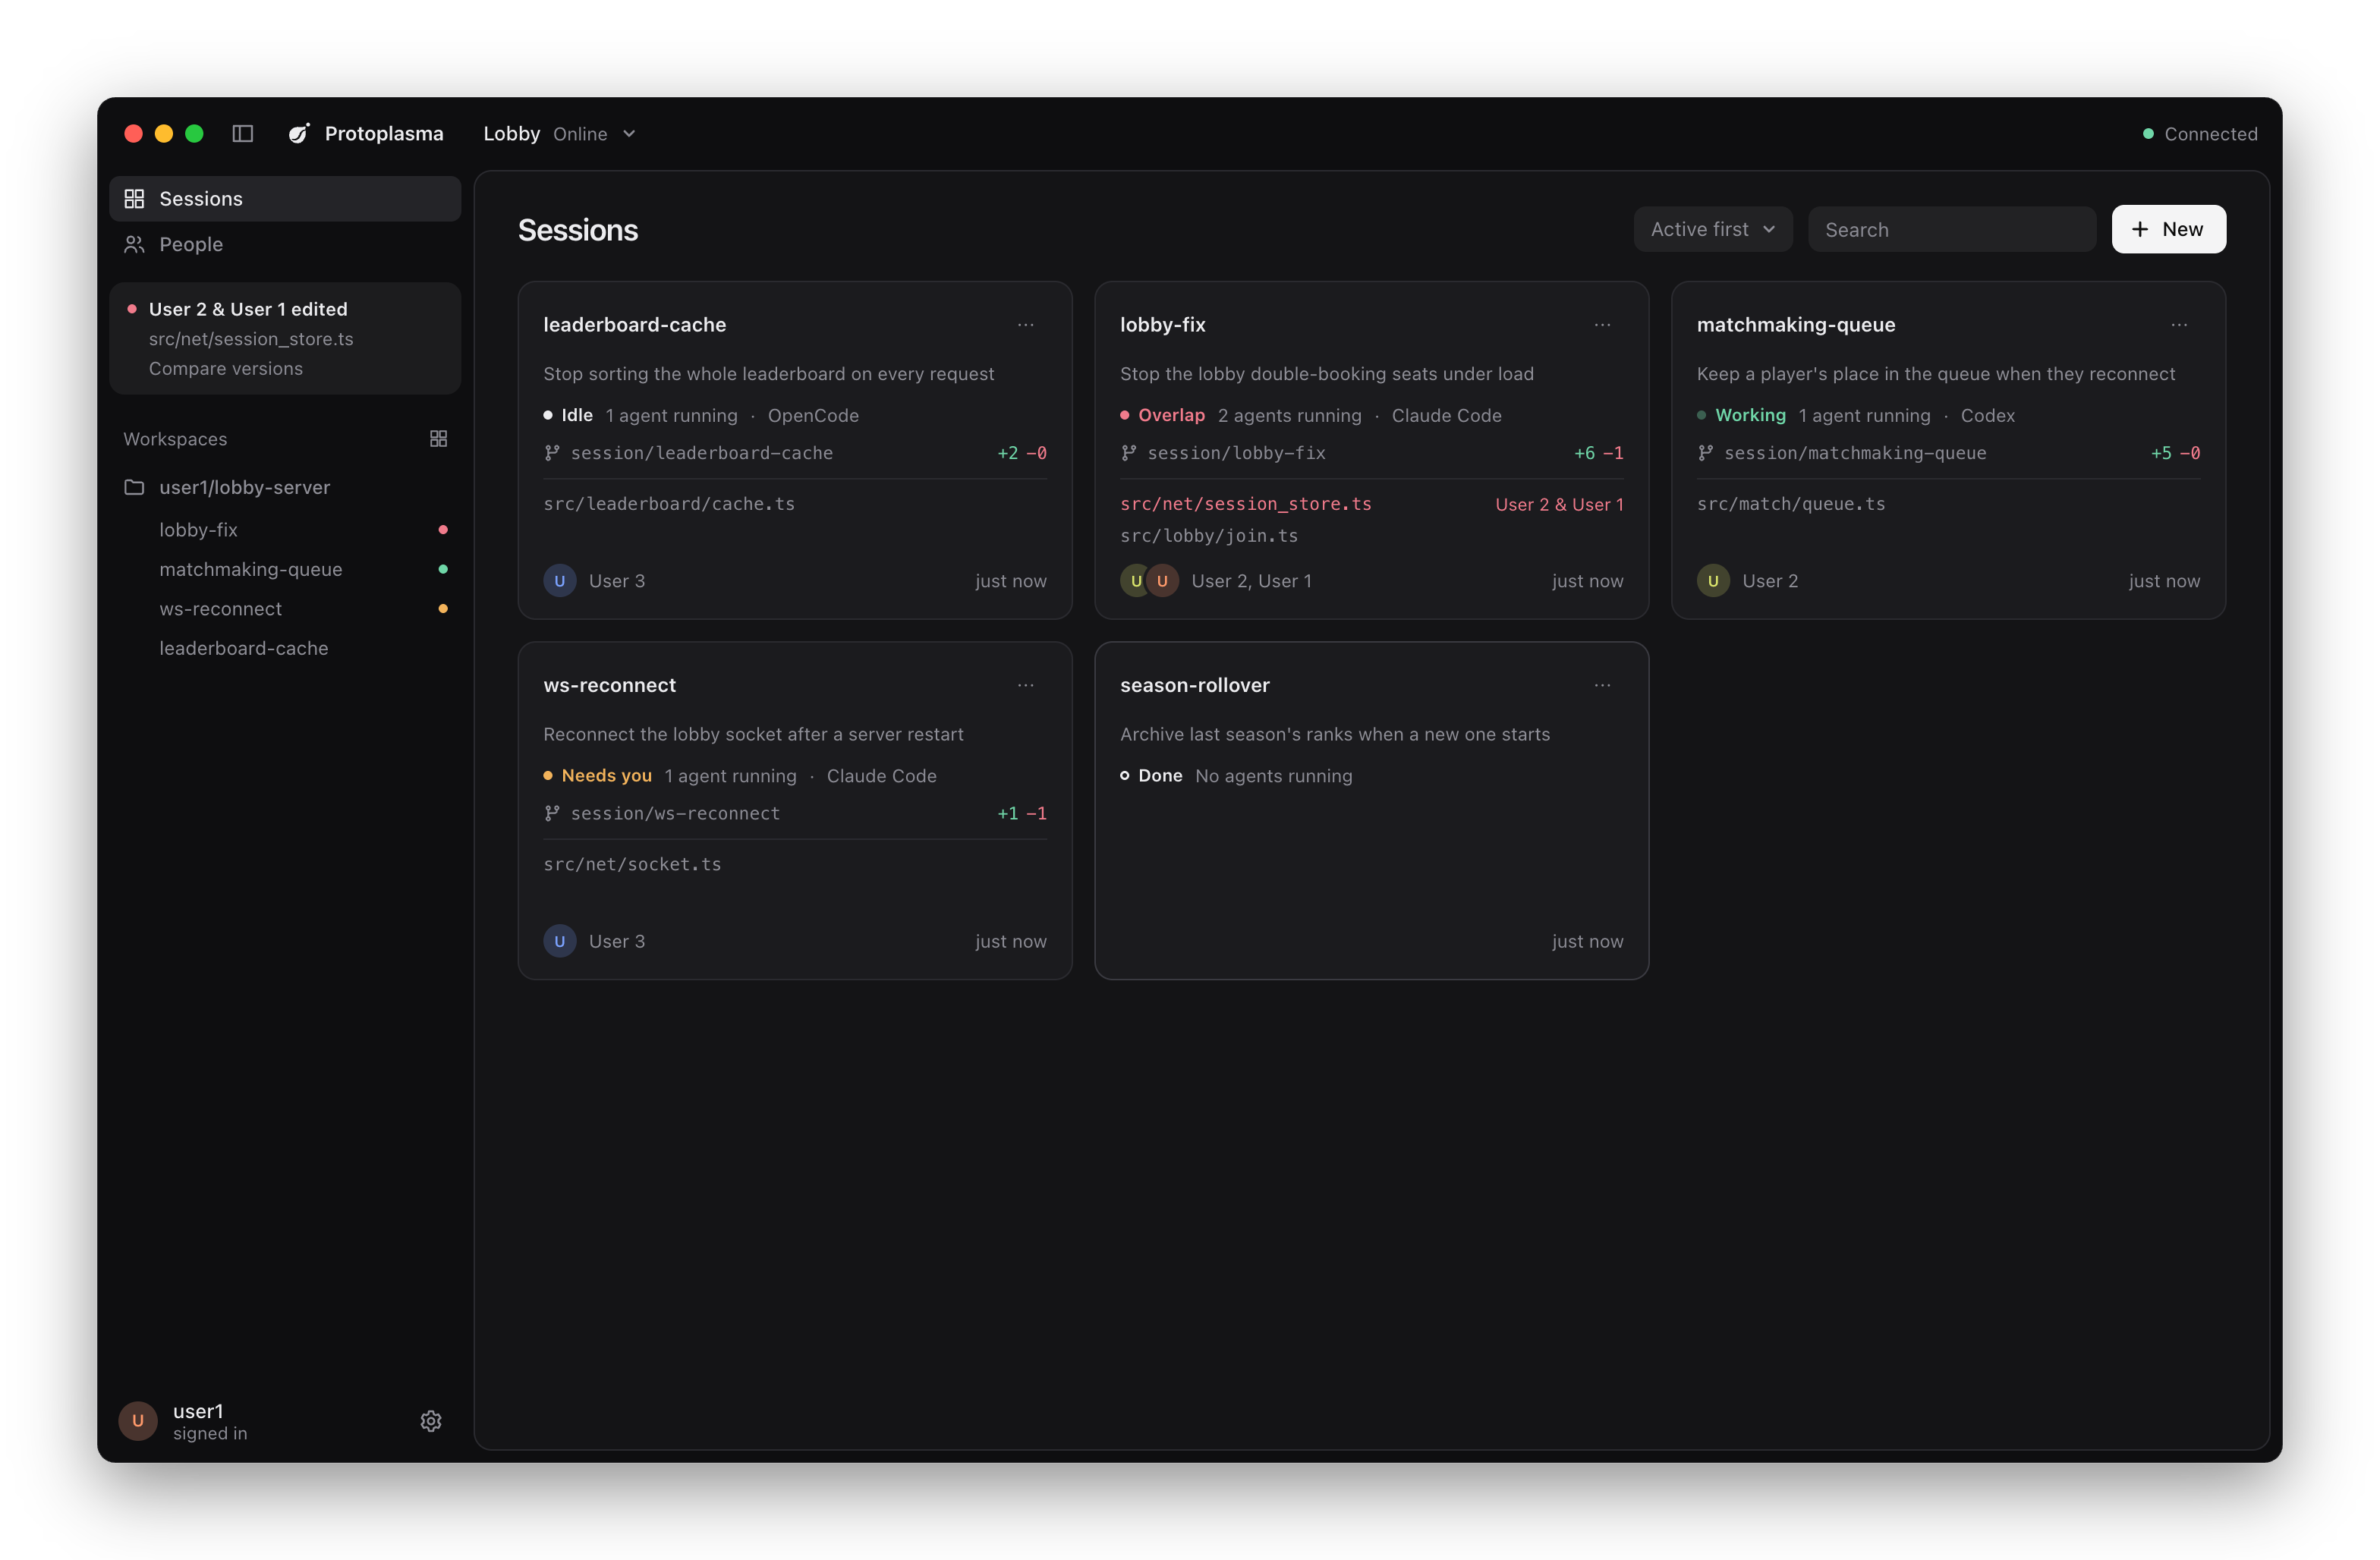 Protoplasma Lobby Online Connected
Sessions
People
User 2 & User 1 edited
src/net/session_store.ts
Compare versions
Workspaces
user1/lobby-server
lobby-fix
matchmaking-queue
ws-reconnect
leaderboard-cache
U
user1
signed in
Sessions
Active first Search + New
leaderboard-cache ...
Stop sorting the whole leaderboard on every request
Idle 1 agent running · OpenCode
session/leaderboard-cache +2 -0
src/leaderboard/cache.ts
U User 3 just now
lobby-fix ...
Stop the lobby double-booking seats under load
Overlap 2 agents running · Claude Code
session/lobby-fix +6 -1
src/net/session_store.ts User 2 & User 1
src/lobby/join.ts
U U User 2, User 1 just now
matchmaking-queue ...
Keep a player's place in the queue when they reconnect
Working 1 agent running · Codex
session/matchmaking-queue +5 -0
src/match/queue.ts
U User 2 just now
ws-reconnect ...
Reconnect the lobby socket after a server restart
Needs you 1 agent running · Claude Code
session/ws-reconnect +1 -1
src/net/socket.ts
U User 3 just now
season-rollover ...
Archive last season's ranks when a new one starts
Done No agents running
just now